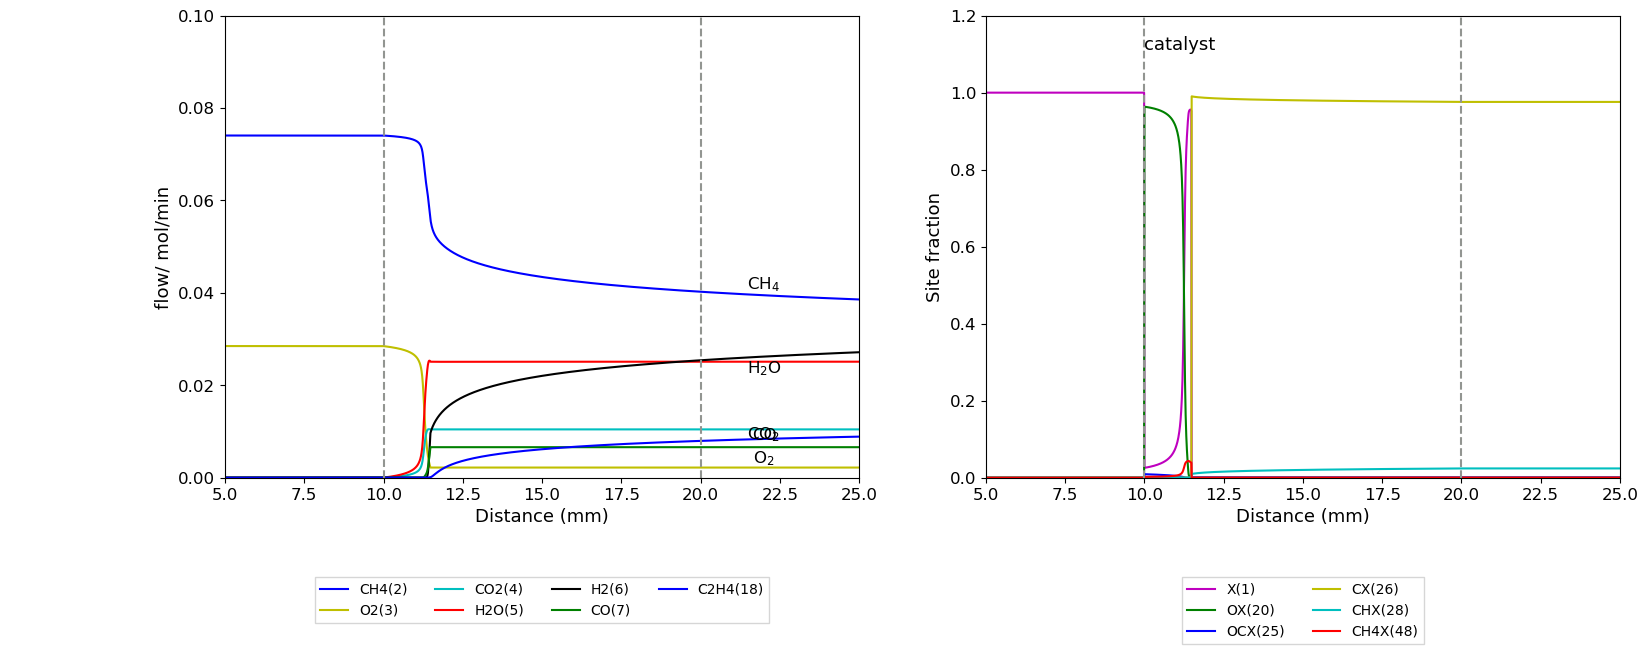 0.10
0.08
0.06
0.04
0.02
0.00
flow/ mol/min
CH4
H2O
CO2
CO
O2
5.0 7.5 10.0 12.5 15.0 17.5 20.0 22.5 25.0
Distance (mm)
CH4(2) CO2(4) H2(6) C2H4(18)
O2(3) H2O(5) CO(7)
1.2
1.0
0.8
0.6
0.4
0.2
0.0
Site fraction
catalyst
5.0 7.5 10.0 12.5 15.0 17.5 20.0 22.5 25.0
Distance (mm)
X(1) CX(26)
OX(20) CHX(28)
OCX(25) CH4X(48)